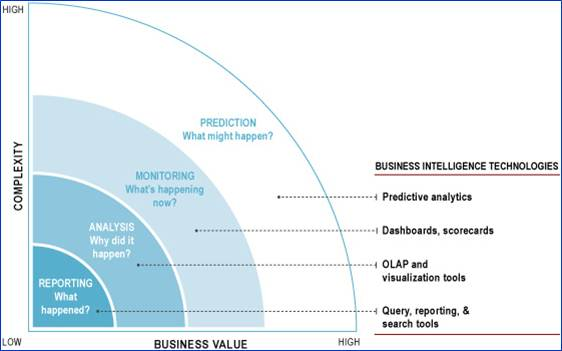 HIGH
COMPLEXITY
PREDICTION
What might happen?
MONITORING
What's happening
now?
ANALYSIS
Why did it
happen?
REPORTING
What
happened?
LOW
BUSINESS VALUE
HIGH
BUSINESS INTELLIGENCE TECHNOLOGIES
Predictive analytics
Dashboards, scorecards
OLAP and
visualization tools
Query, reporting, &
search tools